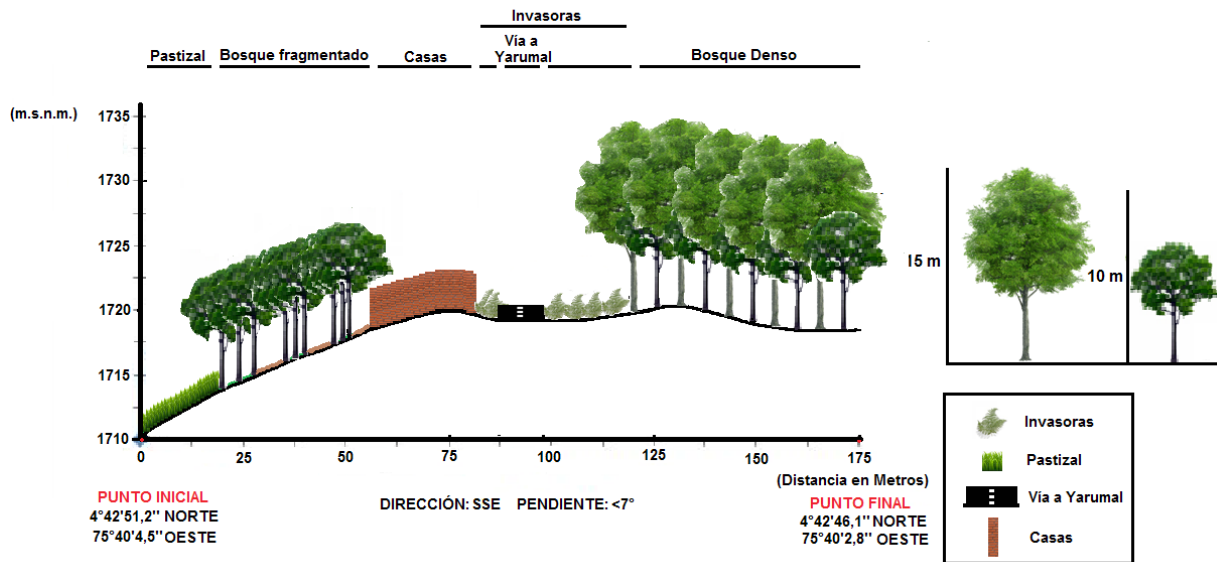 Invasoras
Pastizal
Bosque fragmentado
Casas
Vía a
Yarumal
Bosque Denso
(m.s.n.m.)
1735
1730
1725
1720
1715
1710
0
25
50
75
100
125
150
175
(Distancia en Metros)
PUNTO INICIAL
4°42'51,2'' NORTE
75°40'4,5'' OESTE
DIRECCIÓN: SSE PENDIENTE: <7°
PUNTO FINAL
4°42'46,1'' NORTE
75°40'2,8'' OESTE
15 m
10 m
Invasoras
Pastizal
Vía a Yarumal
Casas